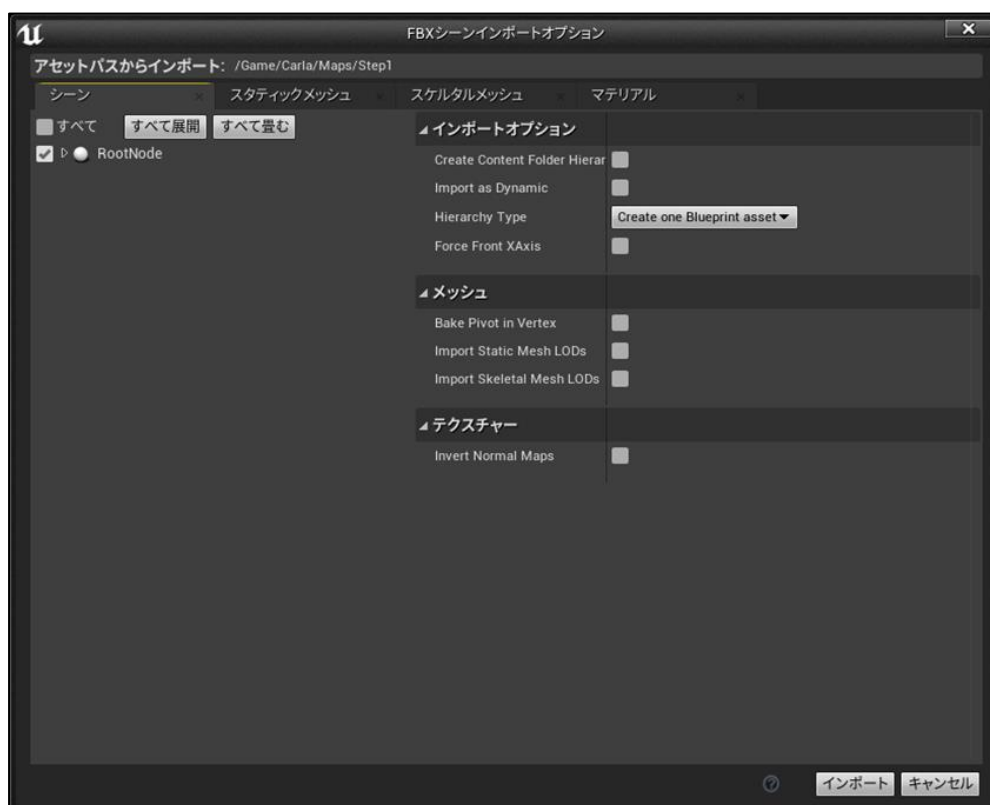 FBXシーンインポートオプション
アセットパスからインポート: /Game/Carla/Maps/Step1
シーン スタティックメッシュ スケルタルメッシュ マテリアル
すべて すべて展開 すべて畳む
RootNode
インポートオプション
Create Content Folder Hierar
Import as Dynamic
Hierarchy Type Create one Blueprint asset
Force Front XAxis
メッシュ
Bake Pivot in Vertex
Import Static Mesh LODs
Import Skeletal Mesh LODs
テクスチャー
Invert Normal Maps
インポート キャンセル